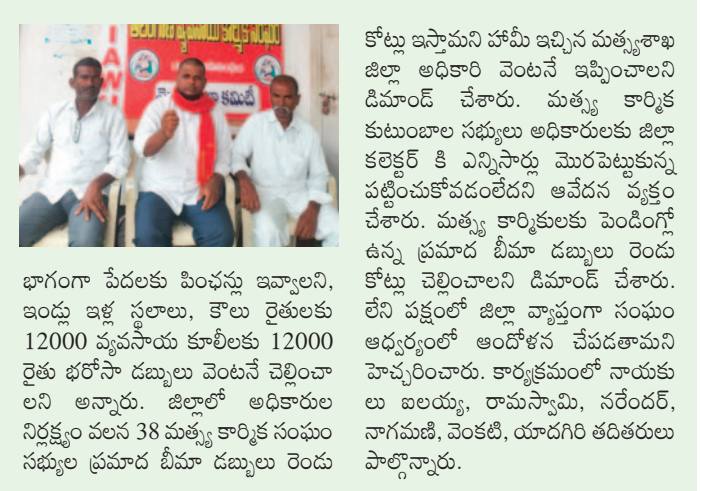 కమిటీ
భాగంగా పేదలకు పింఛన్లు ఇవ్వాలని,
ఇండ్లు ఇళ్ల స్థలాలు, కౌలు రైతులకు
12000 వ్యవసాయ కూలీలకు 12000
రైతు భరోసా డబ్బులు వెంటనే చెల్లించా
లని అన్నారు. జిల్లాలో అధికారుల
నిర్లక్ష్యం వలన 38 మత్స్య కార్మిక సంఘం
సభ్యుల ప్రమాద బీమా డబ్బులు రెండు
కోట్లు ఇస్తామని హామీ ఇచ్చిన మత్స్యశాఖ
జిల్లా అధికారి వెంటనే ఇప్పించాలని
డిమాండ్ చేశారు. మత్స్య కార్మిక
కుటుంబాల సభ్యులు అధికారులకు జిల్లా
కలెక్టర్ కి ఎన్నిసార్లు మొరపెట్టుకున్న
పట్టించుకోవడంలేదని ఆవేదన వ్యక్తం
చేశారు. మత్స్య కార్మికులకు పెండింగ్లో
ఉన్న ప్రమాద బీమా డబ్బులు రెండు
కోట్లు చెల్లించాలని డిమాండ్ చేశారు.
లేని పక్షంలో జిల్లా వ్యాప్తంగా సంఘం
ఆధ్వర్యంలో ఆందోళన చేపడతామని
హెచ్చరించారు. కార్యక్రమంలో నాయకు
లు ఐలయ్య, రామస్వామి, నరేందర్,
నాగమణి, వెంకటి, యాదగిరి తదితరులు
పాల్గొన్నారు.